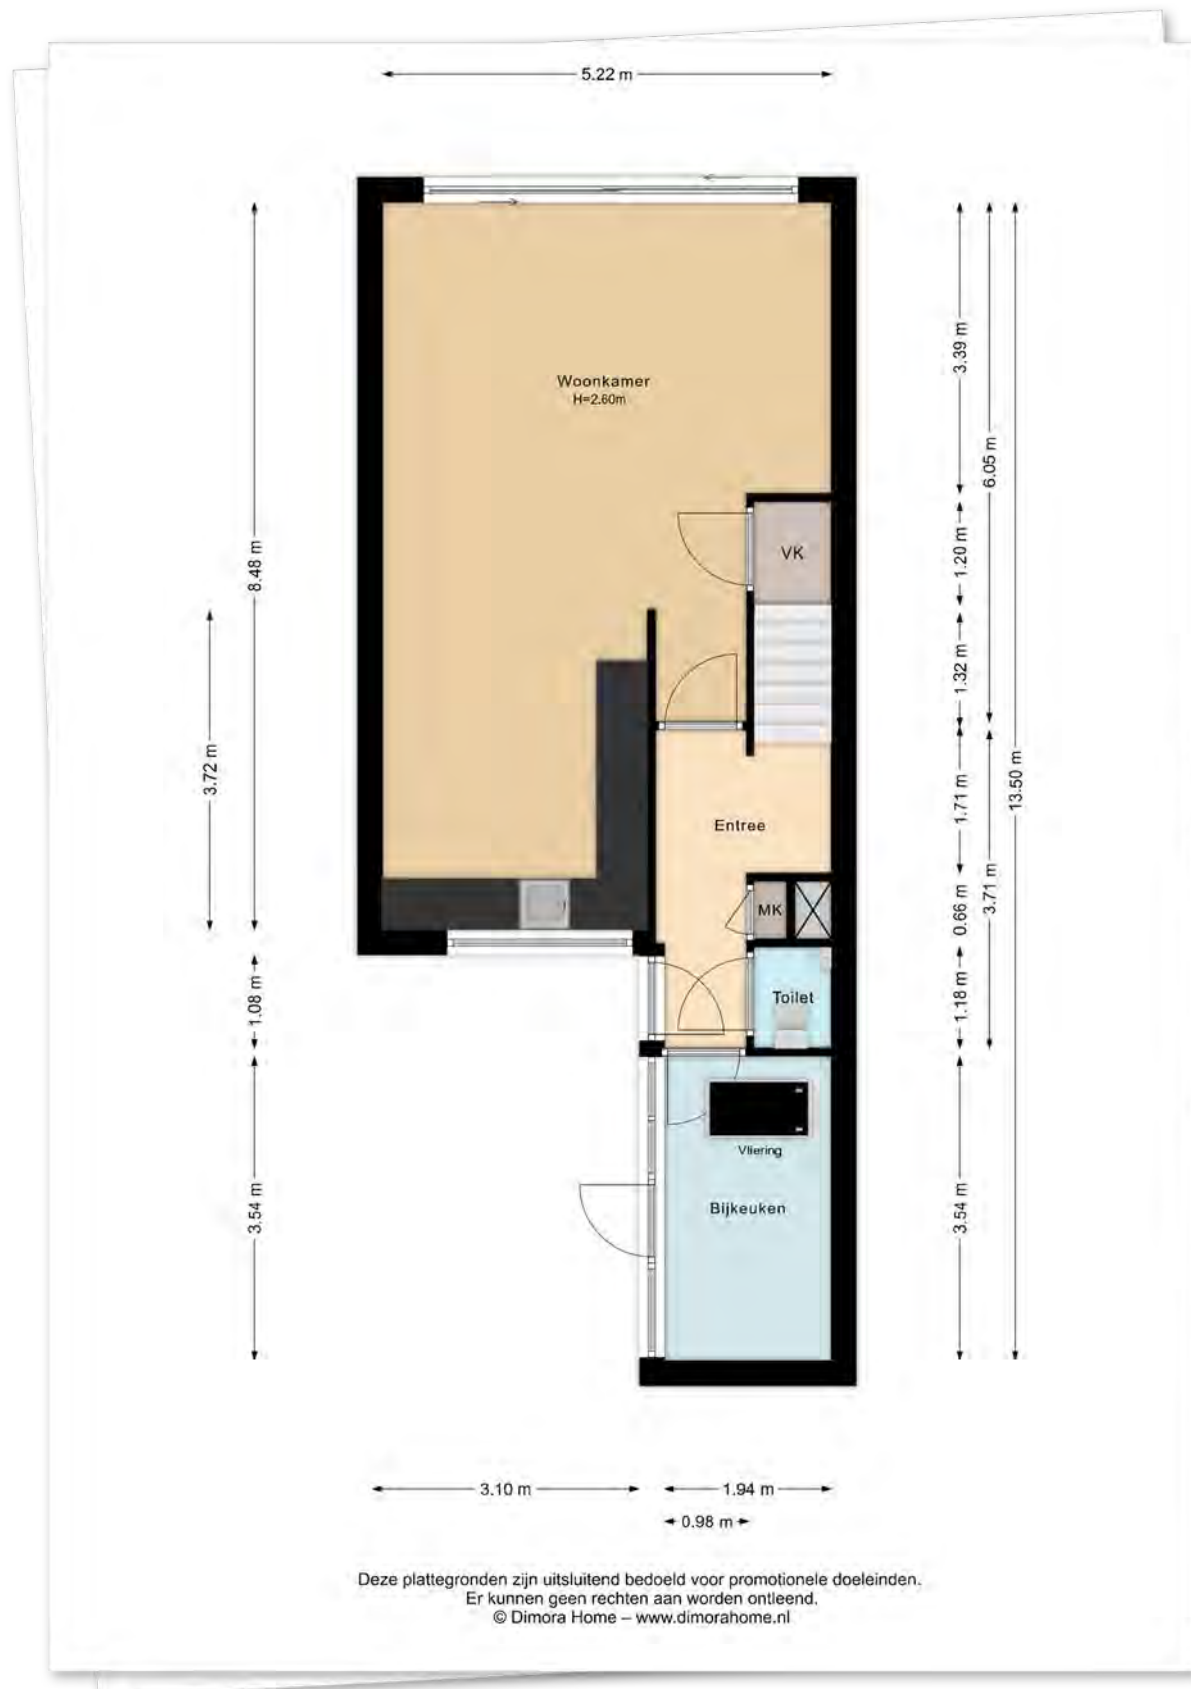 5.22 m
Woonkamer
H=2.60m
3.39 m
6.05 m
8.48 m
VK
1.20 m
1.32 m
3.72 m
13.50 m
1.71 m
Entree
3.71 m
MK
0.66 m
1.08 m
Toilet
1.18 m
Vliering
Bijkeuken
3.54 m
3.54 m
3.10 m
1.94 m
0.98 m
Deze plattegronden zijn uitsluitend bedoeld voor promotionele doeleinden.
Er kunnen geen rechten aan worden ontleend.
© Dimora Home – www.dimorahome.nl